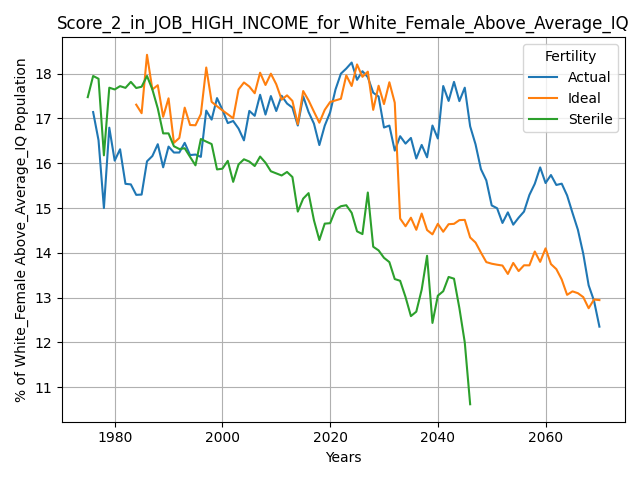 Score_2_in_JOB_HIGH_INCOME_for_White_Female_Above_Average_IQ
% of White_Female Above_Average_IQ Population
18
17
16
15
14
13
12
11
Fertility
Actual
Ideal
Sterile
1980
2000
2020
2040
2060
Years